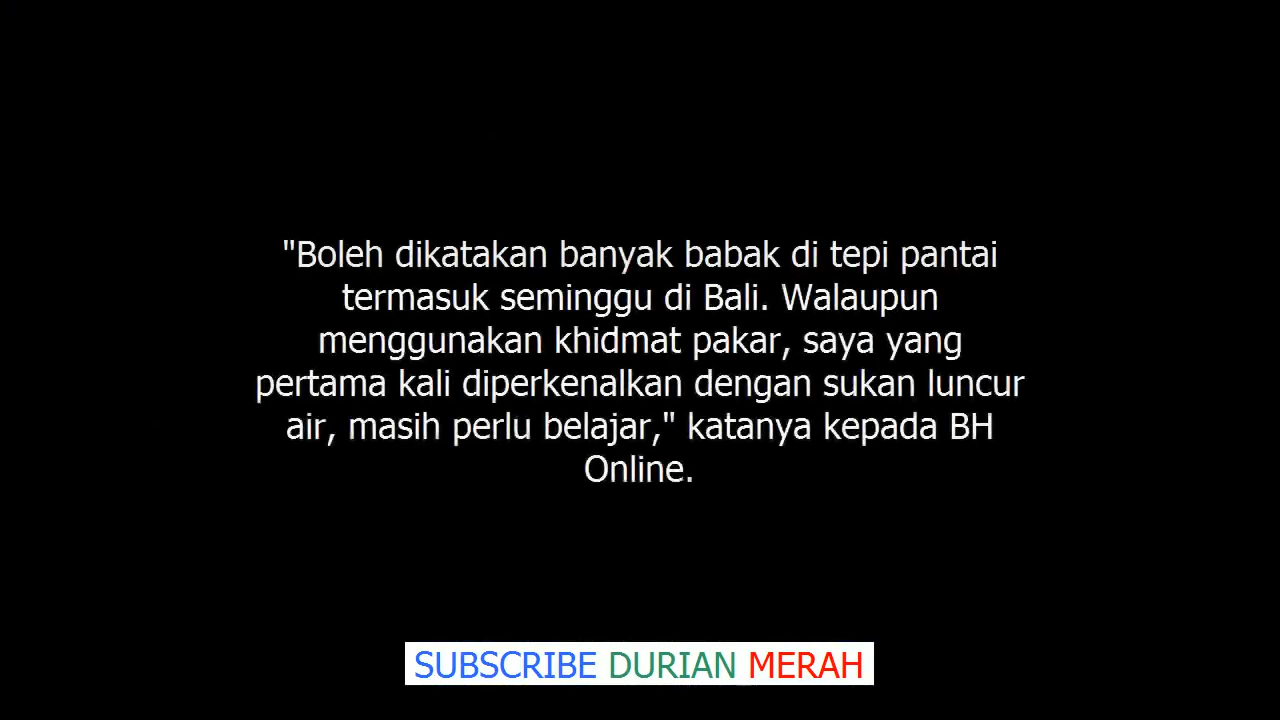 "Boleh dikatakan banyak babak di tepi pantai
termasuk seminggu di Bali. Walaupun
menggunakan khidmat pakar, saya yang
pertama kali diperkenalkan dengan sukan luncur
air, masih perlu belajar," katanya kepada BH
Online.
SUBSCRIBE DURIAN MERAH